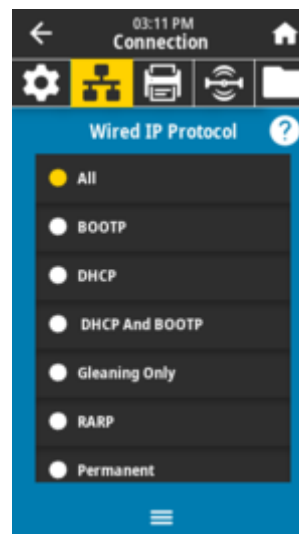 03:11 PM
Connection
Wired IP Protocol
?
All
BOOTP
DHCP
DHCP And BOOTP
Gleaning Only
RARP
Permanent